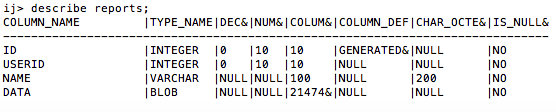 ij> describe reports;
COLUMN_NAME         |TYPE_NAME|DEC&|NUM&|COLUM&|COLUMN_DEF|CHAR_OCTE&|IS_NULL&
------------------------------------------------------------------------------
ID                  |INTEGER  |0   |10  |10    |GENERATED&|NULL      |NO
USERID              |INTEGER  |0   |10  |10    |NULL      |NULL      |NO
NAME                |VARCHAR  |NULL|NULL|100   |NULL      |200       |NO
DATA                |BLOB     |NULL|NULL|21474&|NULL      |NULL      |NO